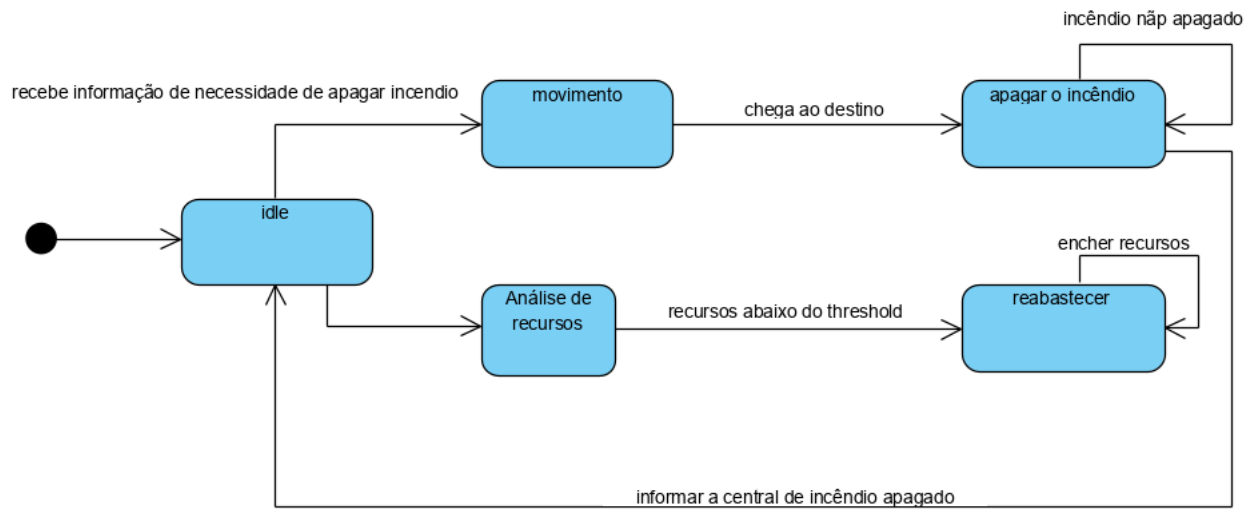 incêndio nãp apagado
recebe informação de necessidade de apagar incendio
movimento
chega ao destino
apagar o incêndio
idle
encher recursos
Análise de
recursos
recursos abaixo do threshold
reabastecer
informar a central de incêndio apagado